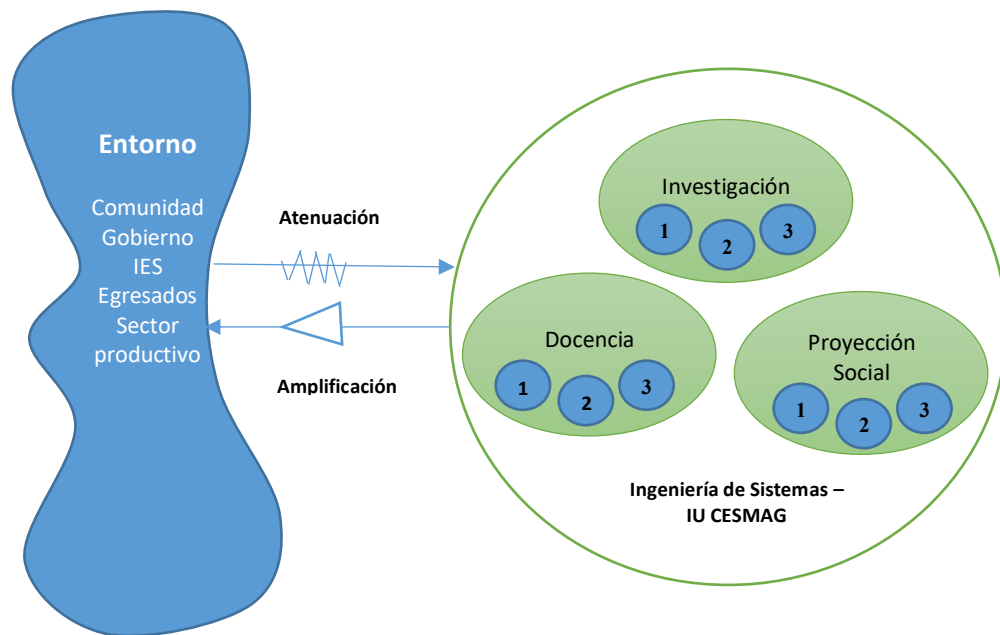 Entorno
Comunidad
Gobierno
IES
Egresados
Sector
productivo
Atenuación
Amplificación
Investigación
1
2
3
Docencia
1
2
3
Proyección
Social
1
2
3
Ingeniería de Sistemas –
IU CESMAG